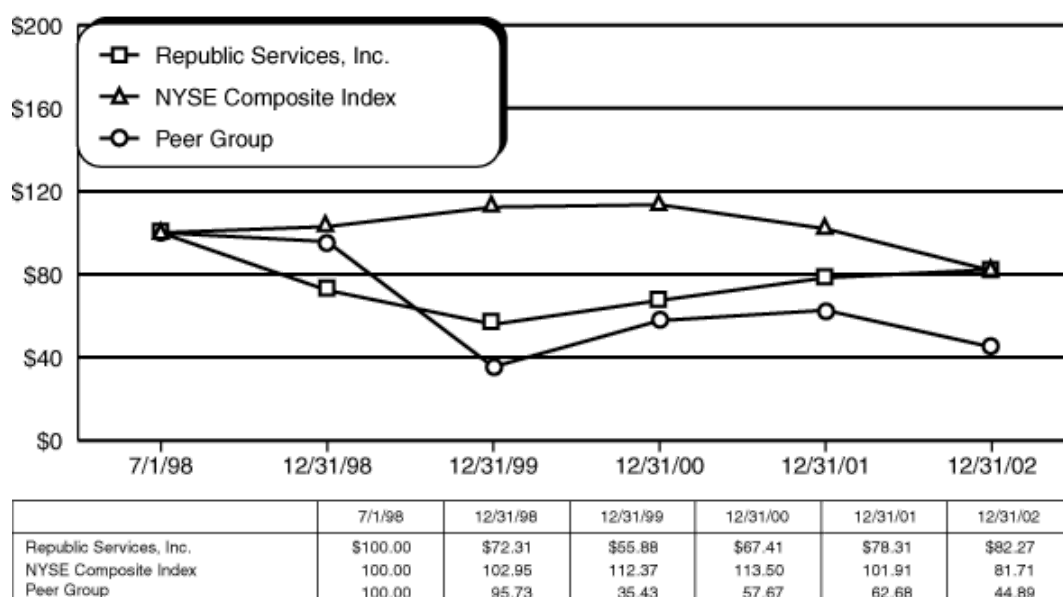 $200
Republic Services, Inc.
$160
NYSE Composite Index
Peer Group
$120
$80
$40
$0
7/1/98 12/31/98 12/31/99 12/31/00 12/31/01 12/31/02
7/1/98 12/31/98 12/31/99 12/31/00 12/31/01 12/31/02
Republic Services, Inc. $100.00 $72.31 $55.88 $67.41 $78.31 $82.27
NYSE Composite Index 100.00 102.95 112.37 113.50 101.91 81.71
Peer Group 100.00 95.73 35.43 57.67 62.68 44.89